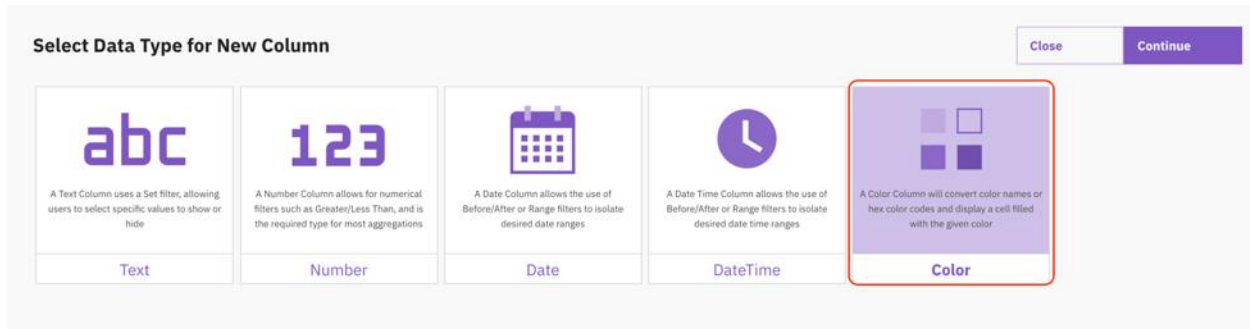 Select Data Type for New Column
Close
Continue
abc
A Text Column uses a Set filter, allowing
users to select specific values to show or
hide
Text
123
A Number Column allows for numerical
filters such as Greater/Less Than, and is
the required type for most aggregations
Number
A Date Column allows the use of
Before/After or Range filters to isolate
desired date ranges
Date
A Date Time Column allows the use of
Before/After or Range filters to isolate
desired date time ranges
DateTime
A Color Column will convert color names or
hex color codes and display a cell filled
with the given color
Color